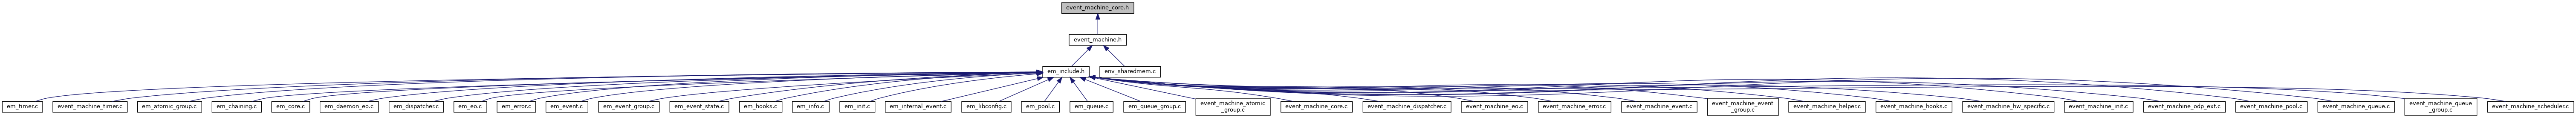 event_machine_core.h
event_machine.h
em_include.h
env_sharedmem.c
em_timer.c
event_machine_timer.c
em_atomic_group.c
em_chaining.c
em_core.c
em_daemon_eo.c
em_dispatcher.c
em_eo.c
em_error.c
em_event.c
em_event_group.c
em_event_state.c
em_hooks.c
em_info.c
em_init.c
em_internal_event.c
em_libconfig.c
em_pool.c
em_queue.c
em_queue_group.c
event_machine_atomic
_group.c
event_machine_core.c
event_machine_dispatcher.c
event_machine_eo.c
event_machine_error.c
event_machine_event.c
event_machine_event
_group.c
event_machine_helper.c
event_machine_hooks.c
event_machine_hw_specific.c
event_machine_init.c
event_machine_odp_ext.c
event_machine_pool.c
event_machine_queue.c
event_machine_queue
_group.c
event_machine_scheduler.c